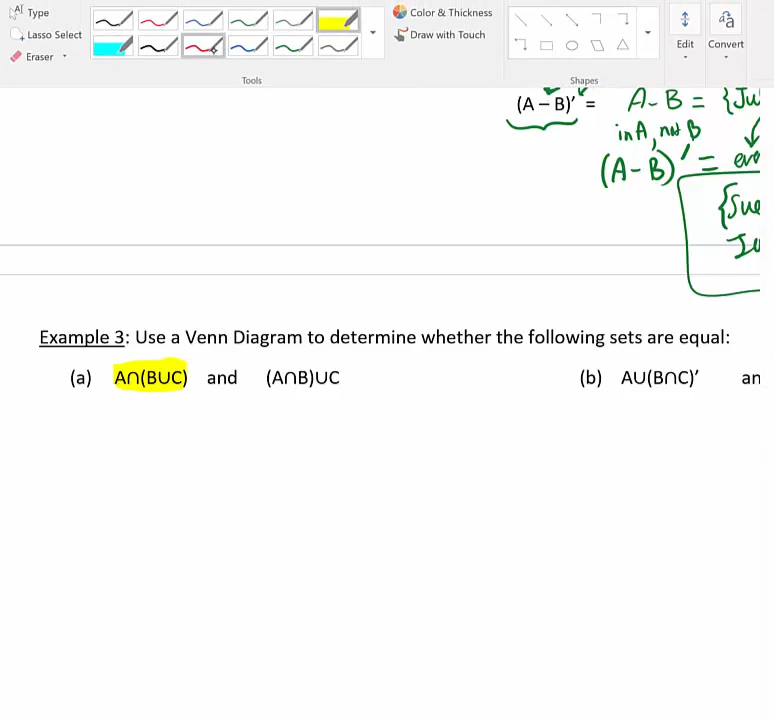 Type
Lasso Select
Eraser
Color & Thickness
Draw with Touch
Edit
Convert
Tools
Shapes
(A – B)′ = A - B = {Ju
in A, not B
(A - B)′ =
{Sue
Example 3: Use a Venn Diagram to determine whether the following sets are equal:
(a) A∩(B∪C) and (A∩B)∪C (b) A∪(B∩C)′ an